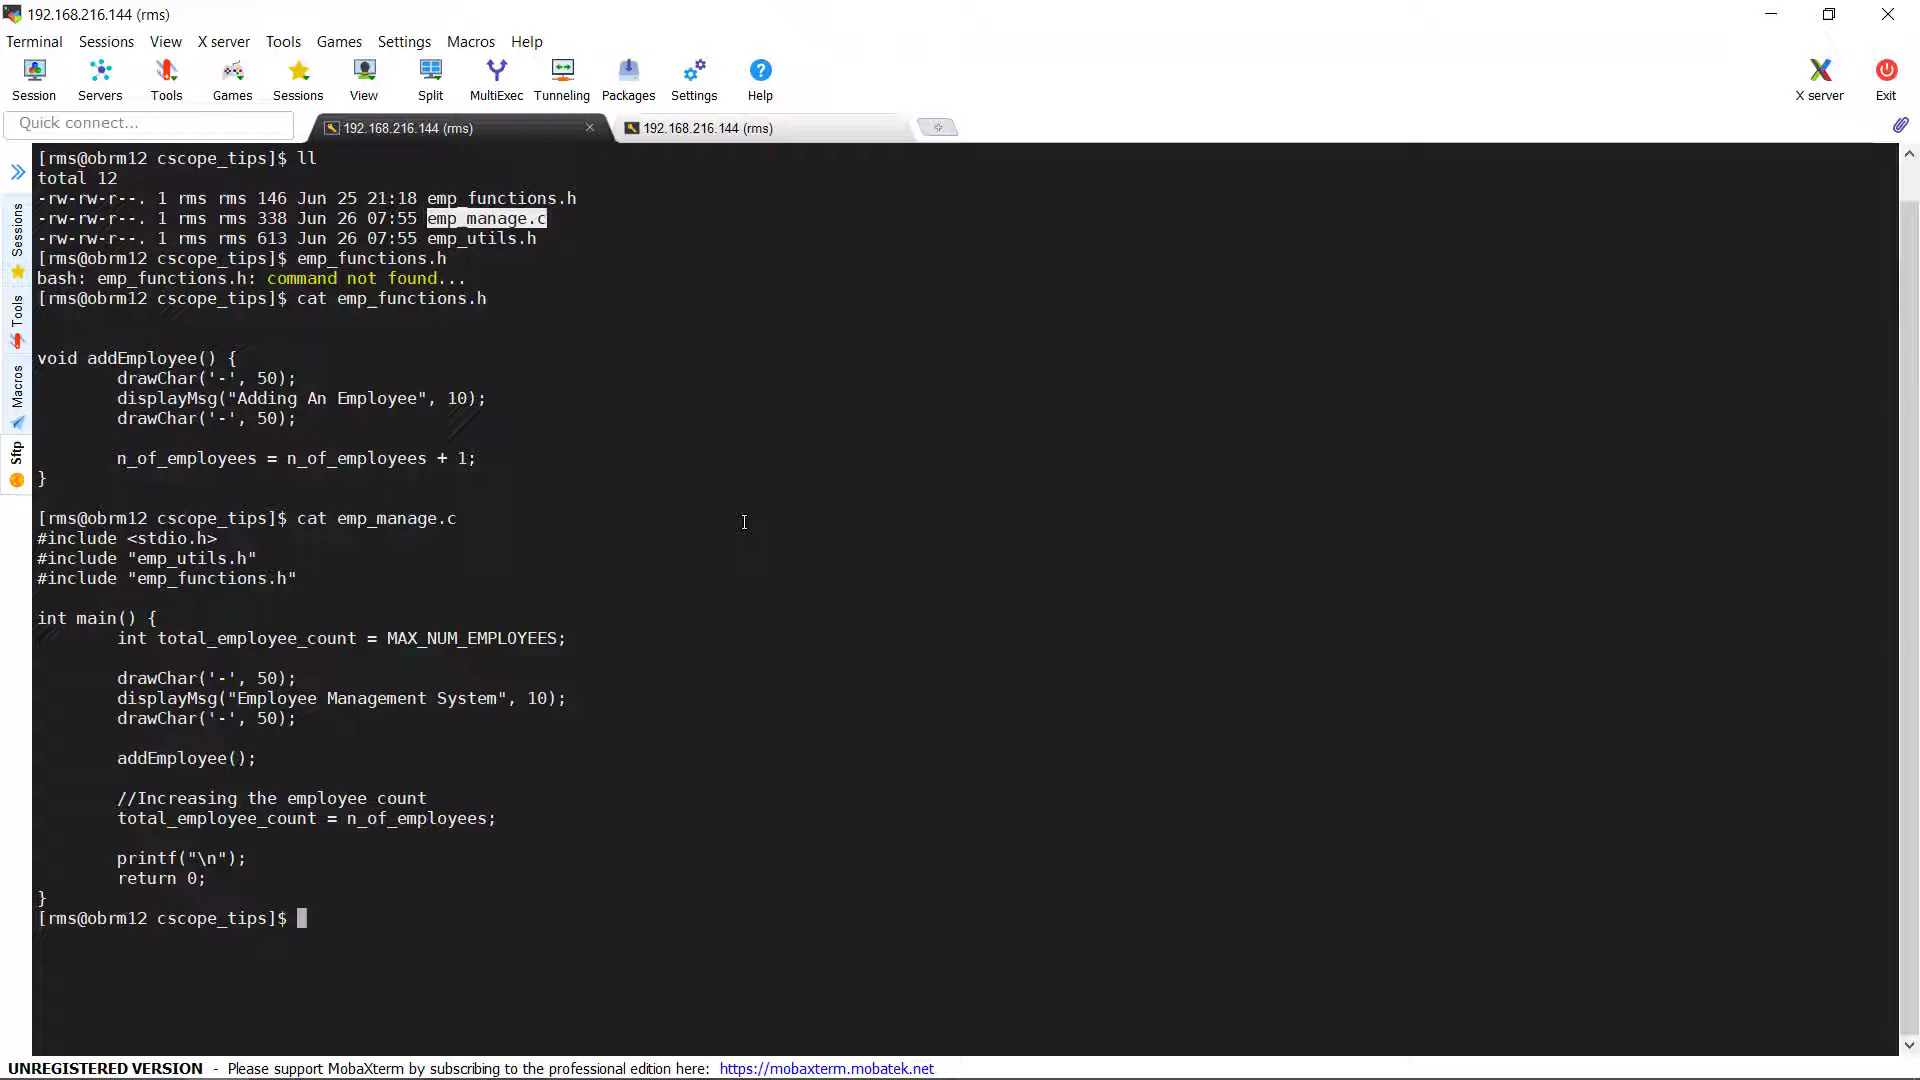 192.168.216.144 (rms)
Terminal Sessions View X server Tools Games Settings Macros Help
Session Servers Tools Games Sessions View Split MultiExec Tunneling Packages Settings Help X server Exit
Quick connect... 192.168.216.144 (rms) 192.168.216.144 (rms)
Sessions
Tools
Macros
Sftp
[rms@obrm12 cscope_tips]$ ll
total 12
-rw-rw-r--. 1 rms rms 146 Jun 25 21:18 emp_functions.h
-rw-rw-r--. 1 rms rms 338 Jun 26 07:55 emp_manage.c
-rw-rw-r--. 1 rms rms 613 Jun 26 07:55 emp_utils.h
[rms@obrm12 cscope_tips]$ emp_functions.h
bash: emp_functions.h: command not found...
[rms@obrm12 cscope_tips]$ cat emp_functions.h
void addEmployee() {
        drawChar('-', 50);
        displayMsg("Adding An Employee", 10);
        drawChar('-', 50);
        n_of_employees = n_of_employees + 1;
}
[rms@obrm12 cscope_tips]$ cat emp_manage.c
#include <stdio.h>
#include "emp_utils.h"
#include "emp_functions.h"
int main() {
        int total_employee_count = MAX_NUM_EMPLOYEES;
        drawChar('-', 50);
        displayMsg("Employee Management System", 10);
        drawChar('-', 50);
        addEmployee();
        //Increasing the employee count
        total_employee_count = n_of_employees;
        printf("\n");
        return 0;
}
[rms@obrm12 cscope_tips]$
UNREGISTERED VERSION - Please support MobaXterm by subscribing to the professional edition here: https://mobaxterm.mobatek.net